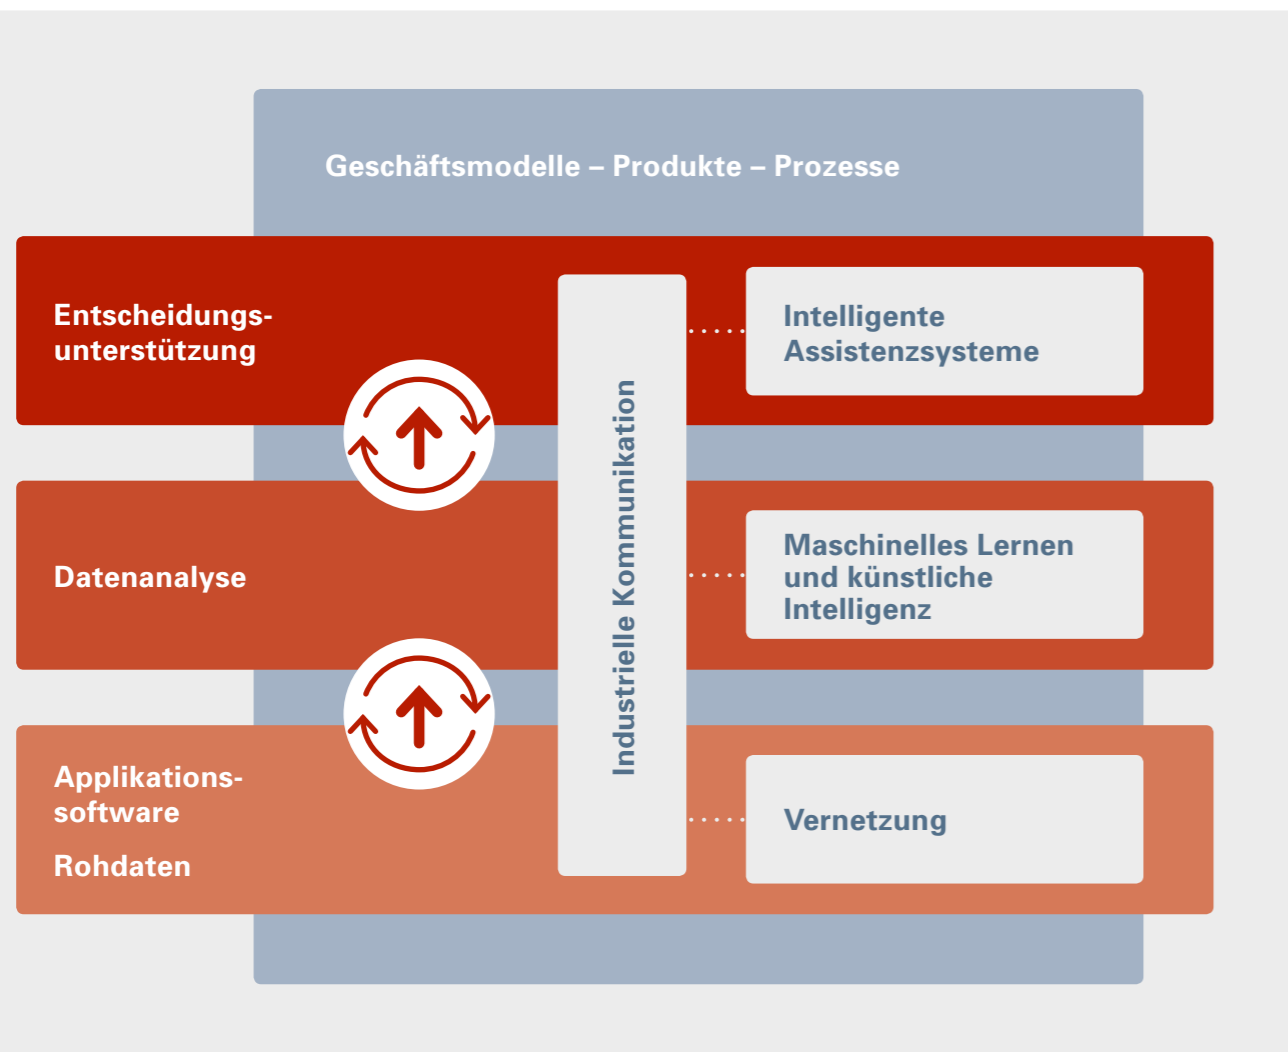 Geschäftsmodelle – Produkte – Prozesse
Entscheidungs-
unterstützung
Intelligente
Assistenzsysteme
Industrielle Kommunikation
Datenanalyse
Maschinelles Lernen
und künstliche
Intelligenz
Applikations-
software
Rohdaten
Vernetzung